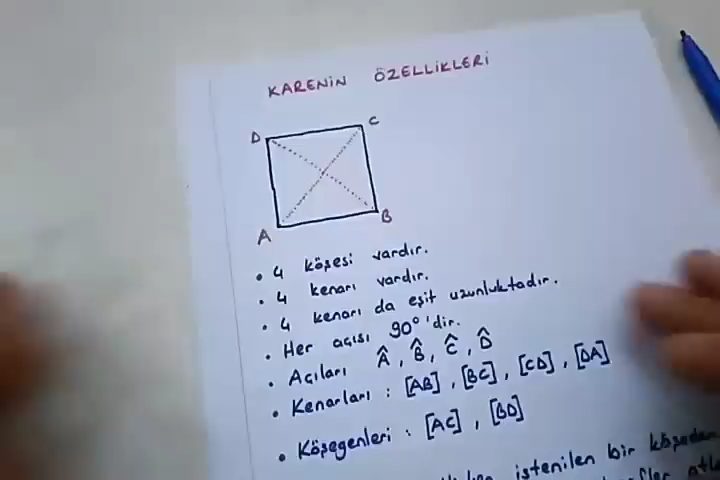 KARENİN ÖZELLİKLERİ
D C
A B
• 4 köşesi vardır.
• 4 kenarı vardır.
• 4 kenarı da eşit uzunluktadır.
• Her açısı 90°'dir.
• Açıları Â, B̂, Ĉ, D̂
• Kenarları : [AB], [BC], [CD], [DA]
• Köşegenleri : [AC], [BD]
istenilen bir köşeden